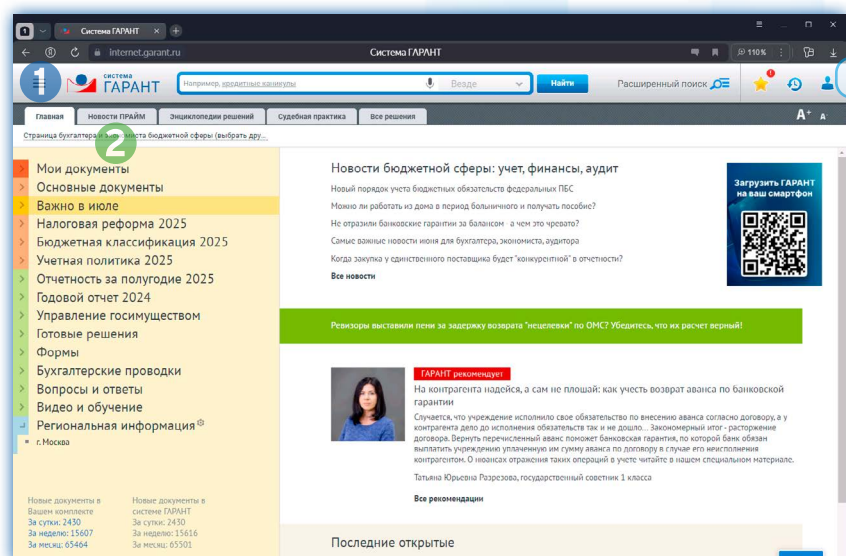 1
Система ГАРАНТ
internet.garant.ru
Система ГАРАНТ
110%
1
система
ГАРАНТ
Например, кредитные каникулы
Везде
Найти
Расширенный поиск
Главная
Новости ПРАЙМ
Энциклопедии решений
Судебная практика
Все решения
A+ A-
Страница бухгалтера и экономиста бюджетной сферы (выбрать дру...
2
Мои документы
Основные документы
Важно в июле
Налоговая реформа 2025
Бюджетная классификация 2025
Учетная политика 2025
Отчетность за полугодие 2025
Годовой отчет 2024
Управление госимуществом
Готовые решения
Формы
Бухгалтерские проводки
Вопросы и ответы
Видео и обучение
Региональная информация
г. Москва
Новые документы в
Вашем комплекте
За сутки: 2430
За неделю: 15607
За месяц: 65464
Новые документы в
системе ГАРАНТ
За сутки: 2430
За неделю: 15616
За месяц: 65501
Новости бюджетной сферы: учет, финансы, аудит
Новый порядок учета бюджетных обязательств федеральных ПБС
Можно ли работать из дома в период больничного и получать пособие?
Не отразили банковские гарантии за балансом - а чем это чревато?
Самые важные новости июня для бухгалтера, экономиста, аудитора
Когда закупка у единственного поставщика будет "конкурентной" в отчетности?
Все новости
Загрузить ГАРАНТ
на ваш смартфон
Ревизоры выставили пени за задержку возврата "нецелевки" по ОМС? Убедитесь, что их расчет верный!
ГАРАНТ рекомендует
На контрагента надейся, а сам не плошай: как учесть возврат аванса по банковской
гарантии
Случается, что учреждение исполнило свое обязательство по внесению аванса согласно договору, а у
контрагента дело до исполнения обязательств так и не дошло... Закономерный итог - расторжение
договора. Вернуть перечисленный аванс поможет банковская гарантия, по которой банк обязан
выплатить учреждению уплаченную им сумму аванса по договору в случае его неисполнения
контрагентом. О нюансах отражения таких операций в учете читайте в нашем специальном материале.
Татьяна Юрьевна Разрезова, государственный советник 1 класса
Все рекомендации
Последние открытые